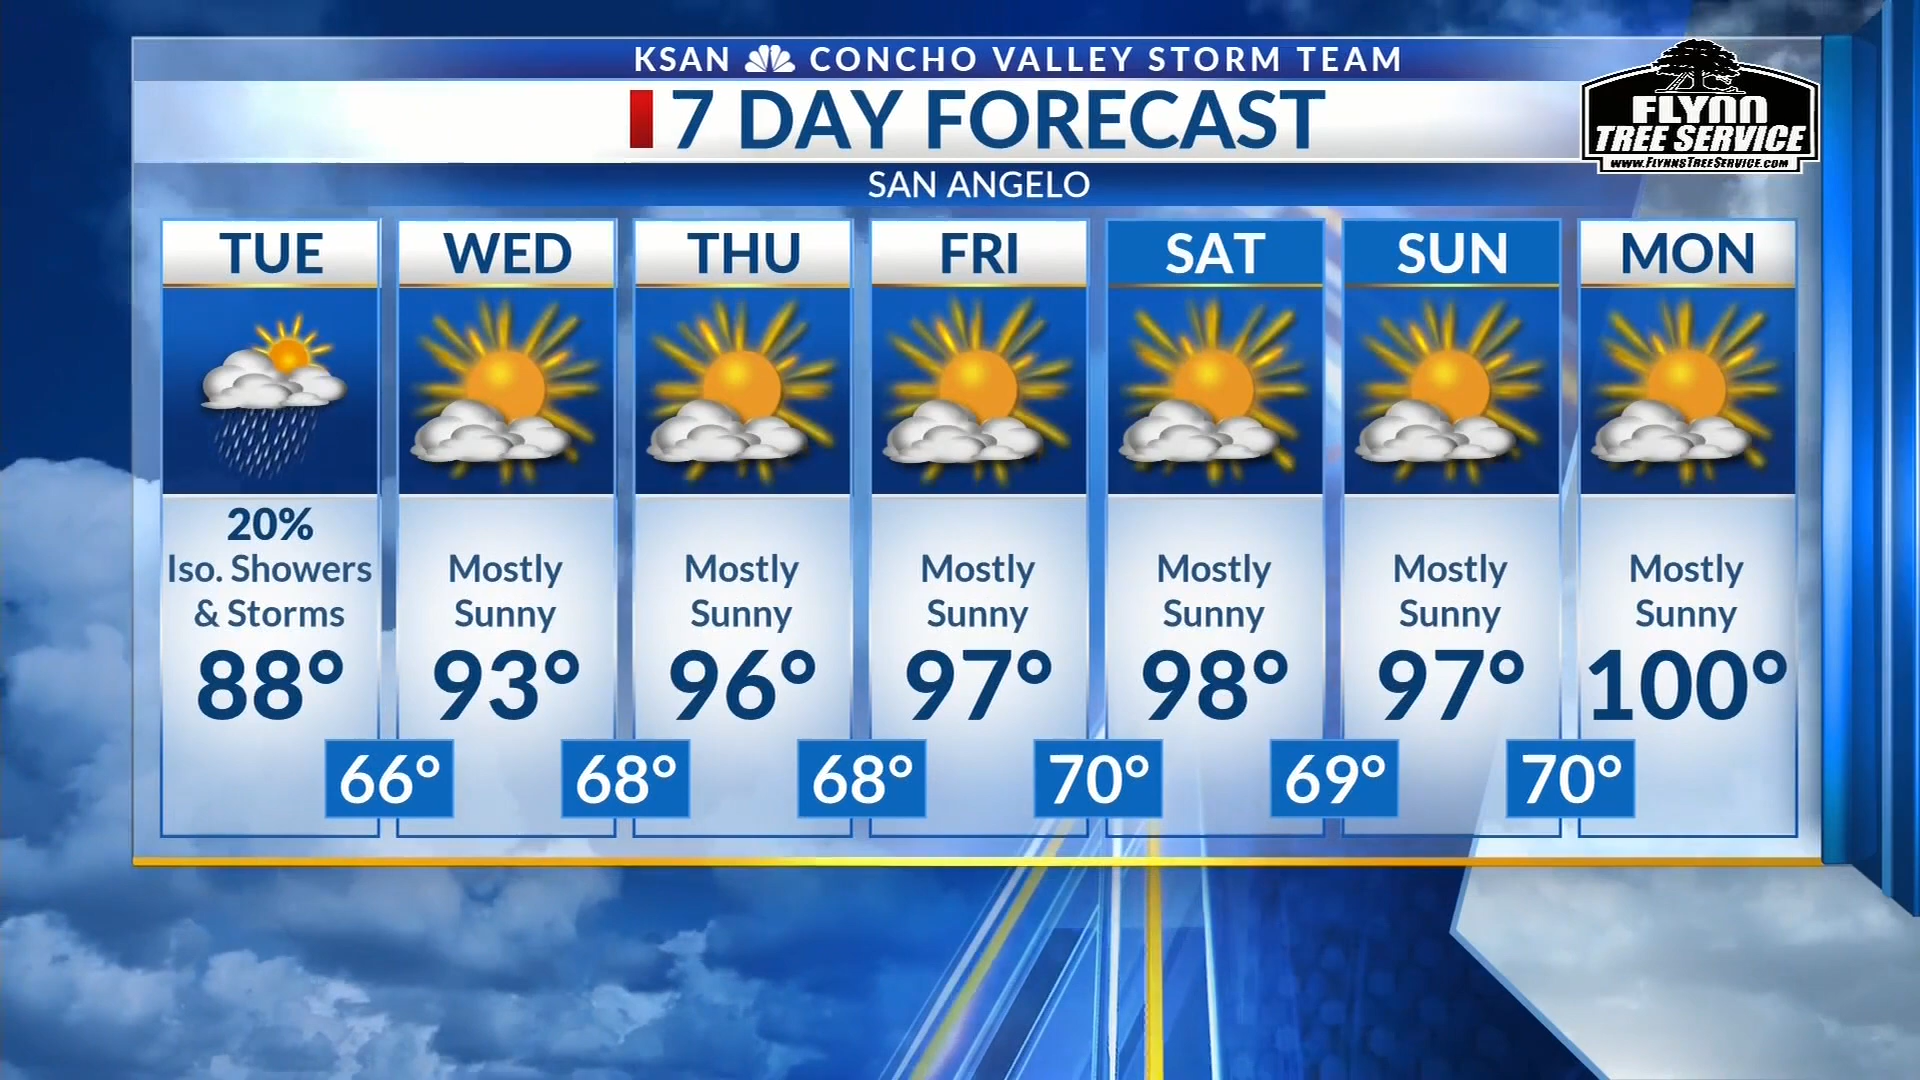 KSAN CONCHO VALLEY STORM TEAM
7 DAY FORECAST
FLYNN
TREE SERVICE
www.FlynnsTreeService.com
SAN ANGELO
TUE WED THU FRI SAT SUN MON
20%
Iso. Showers
& Storms
88°
Mostly
Sunny
93°
Mostly
Sunny
96°
Mostly
Sunny
97°
Mostly
Sunny
98°
Mostly
Sunny
97°
Mostly
Sunny
100°
66° 68° 68° 70° 69° 70°